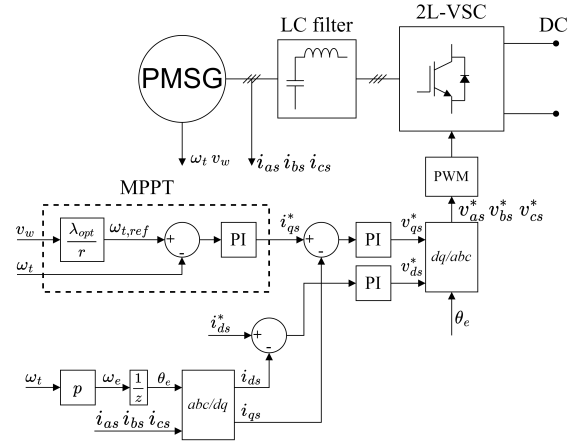 2L-VSC
LC filter
DC
PMSG
ω_t v_w
i_as i_bs i_cs
PWM
MPPT
v*_as v*_bs v*_cs
v_w
λ_opt / r
ω_t,ref
+
-
PI
i*_qs
+
-
PI
v*_qs
dq/abc
ω_t
PI
v*_ds
θ_e
i*_ds
+
-
ω_t
p
ω_e
1/z
θ_e
abc/dq
i_ds
i_as i_bs i_cs
i_qs